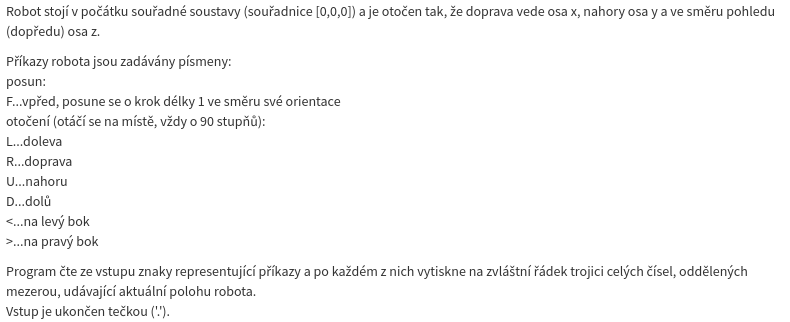 Robot stojí v počátku souřadné soustavy (souřadnice [0,0,0]) a je otočen tak, že doprava vede osa x, nahory osa y a ve směru pohledu
(dopředu) osa z.
Příkazy robota jsou zadávány písmeny:
posun:
F...vpřed, posune se o krok délky 1 ve směru své orientace
otočení (otáčí se na místě, vždy o 90 stupňů):
L...doleva
R...doprava
U...nahoru
D...dolů
<...na levý bok
>...na pravý bok
Program čte ze vstupu znaky representující příkazy a po každém z nich vytiskne na zvláštní řádek trojici celých čísel, oddělených
mezerou, udávající aktuální polohu robota.
Vstup je ukončen tečkou ('.').